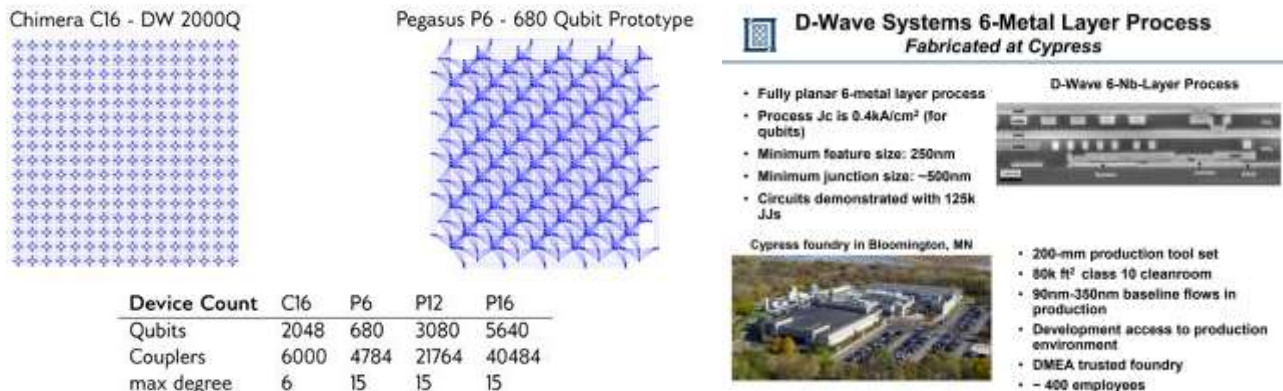 Chimera C16 - DW 2000Q
Pegasus P6 - 680 Qubit Prototype
Device Count C16 P6 P12 P16
Qubits 2048 680 3080 5640
Couplers 6000 4784 21764 40484
max degree 6 15 15 15
D-Wave Systems 6-Metal Layer Process
Fabricated at Cypress
• Fully planar 6-metal layer process
• Process Jc is 0.4kA/cm² (for
qubits)
• Minimum feature size: 250nm
• Minimum junction size: ~500nm
• Circuits demonstrated with 125k
JJs
D-Wave 6-Nb-Layer Process
Cypress foundry in Bloomington, MN
• 200-mm production tool set
• 80k ft² class 10 cleanroom
• 90nm-350nm baseline flows in
production
• Development access to production
environment
• DMEA trusted foundry
• ~ 400 employees